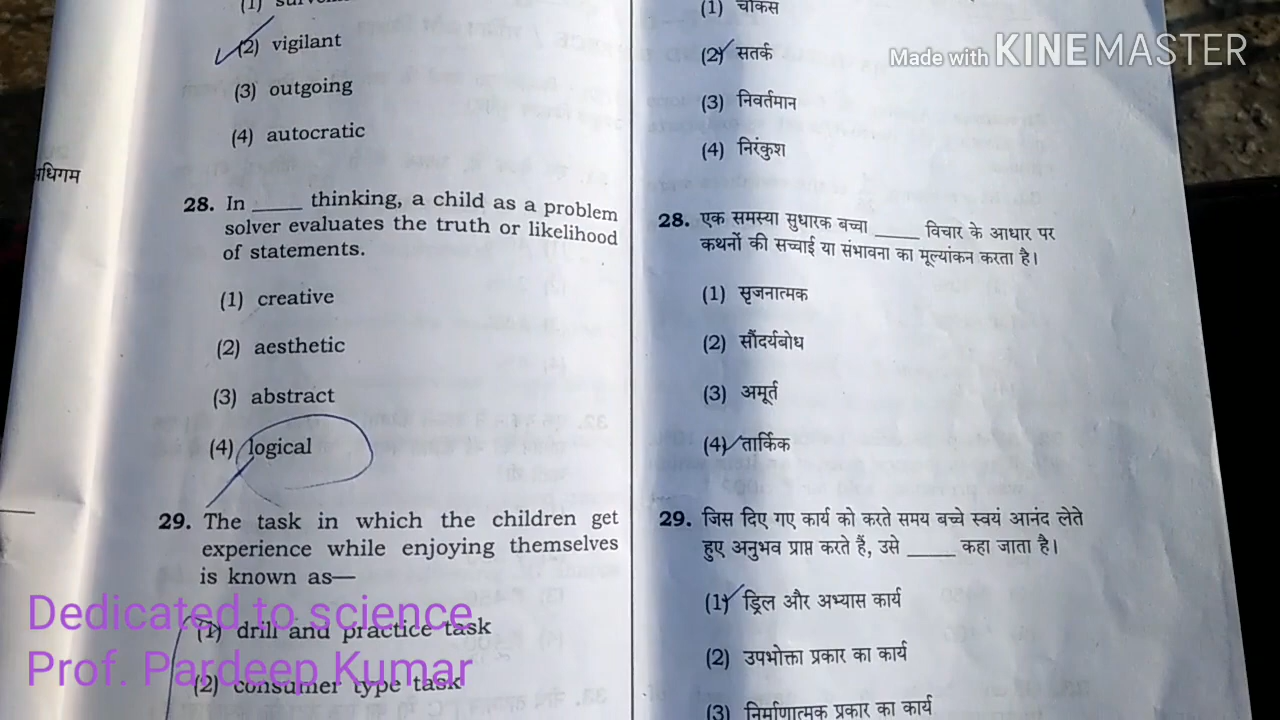 (1)
(2) vigilant
(3) outgoing
(4) autocratic
28. In ____ thinking, a child as a problem
solver evaluates the truth or likelihood
of statements.
(1) creative
(2) aesthetic
(3) abstract
(4) logical
29. The task in which the children get
experience while enjoying themselves
is known as—
(1) drill and practice task
(2) consumer type task
(1) चौकस
(2) सतर्क
(3) निवर्तमान
(4) निरंकुश
28. एक समस्या सुधारक बच्चा ____ विचार के आधार पर
कथनों की सच्चाई या संभावना का मूल्यांकन करता है।
(1) सृजनात्मक
(2) सौंदर्यबोध
(3) अमूर्त
(4) तार्किक
29. जिस दिए गए कार्य को करते समय बच्चे स्वयं आनंद लेते
हुए अनुभव प्राप्त करते हैं, उसे ____ कहा जाता है।
(1) ड्रिल और अभ्यास कार्य
(2) उपभोक्ता प्रकार का कार्य
(3) निर्माणात्मक प्रकार का कार्य
Made with KINEMASTER
Dedicated to science
Prof. Pardeep Kumar